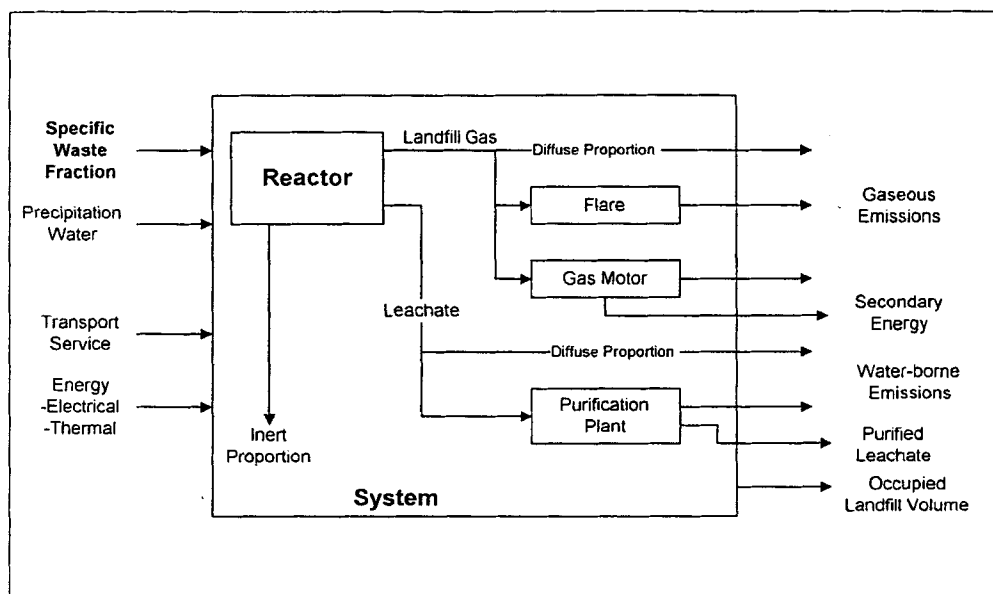 Specific
Waste
Fraction
Precipitation
Water
Transport
Service
Energy
-Electrical
-Thermal
Reactor
Landfill Gas
Diffuse Proportion
Flare
Gas Motor
Leachate
Diffuse Proportion
Purification
Plant
Inert
Proportion
System
Gaseous
Emissions
Secondary
Energy
Water-borne
Emissions
Purified
Leachate
Occupied
Landfill Volume